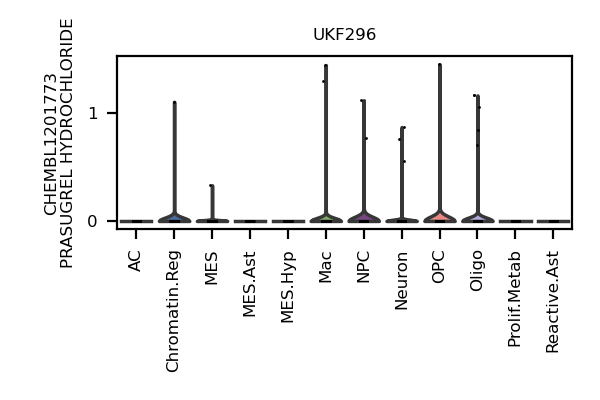 UKF296
CHEMBL1201773
PRASUGREL HYDROCHLORIDE
1
0
AC
Chromatin.Reg
MES
MES.Ast
MES.Hyp
Mac
NPC
Neuron
OPC
Oligo
Prolif.Metab
Reactive.Ast